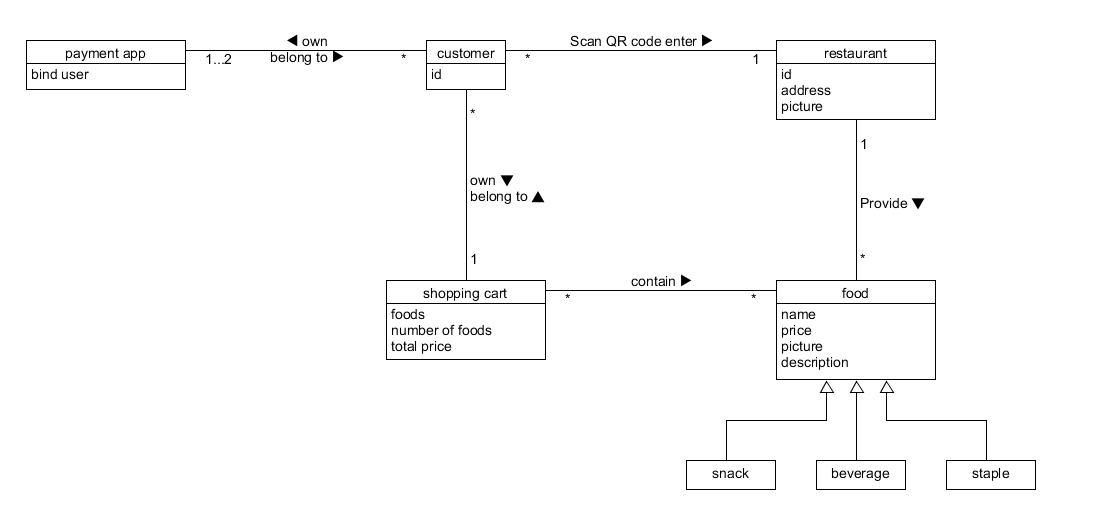 payment app
bind user
1...2
◀ own
belong to ▶
*
customer
id
*
Scan QR code enter ▶
1
restaurant
id
address
picture
*
own ▼
belong to ▲
1
1
Provide ▼
*
shopping cart
foods
number of foods
total price
*
contain ▶
*
food
name
price
picture
description
snack
beverage
staple